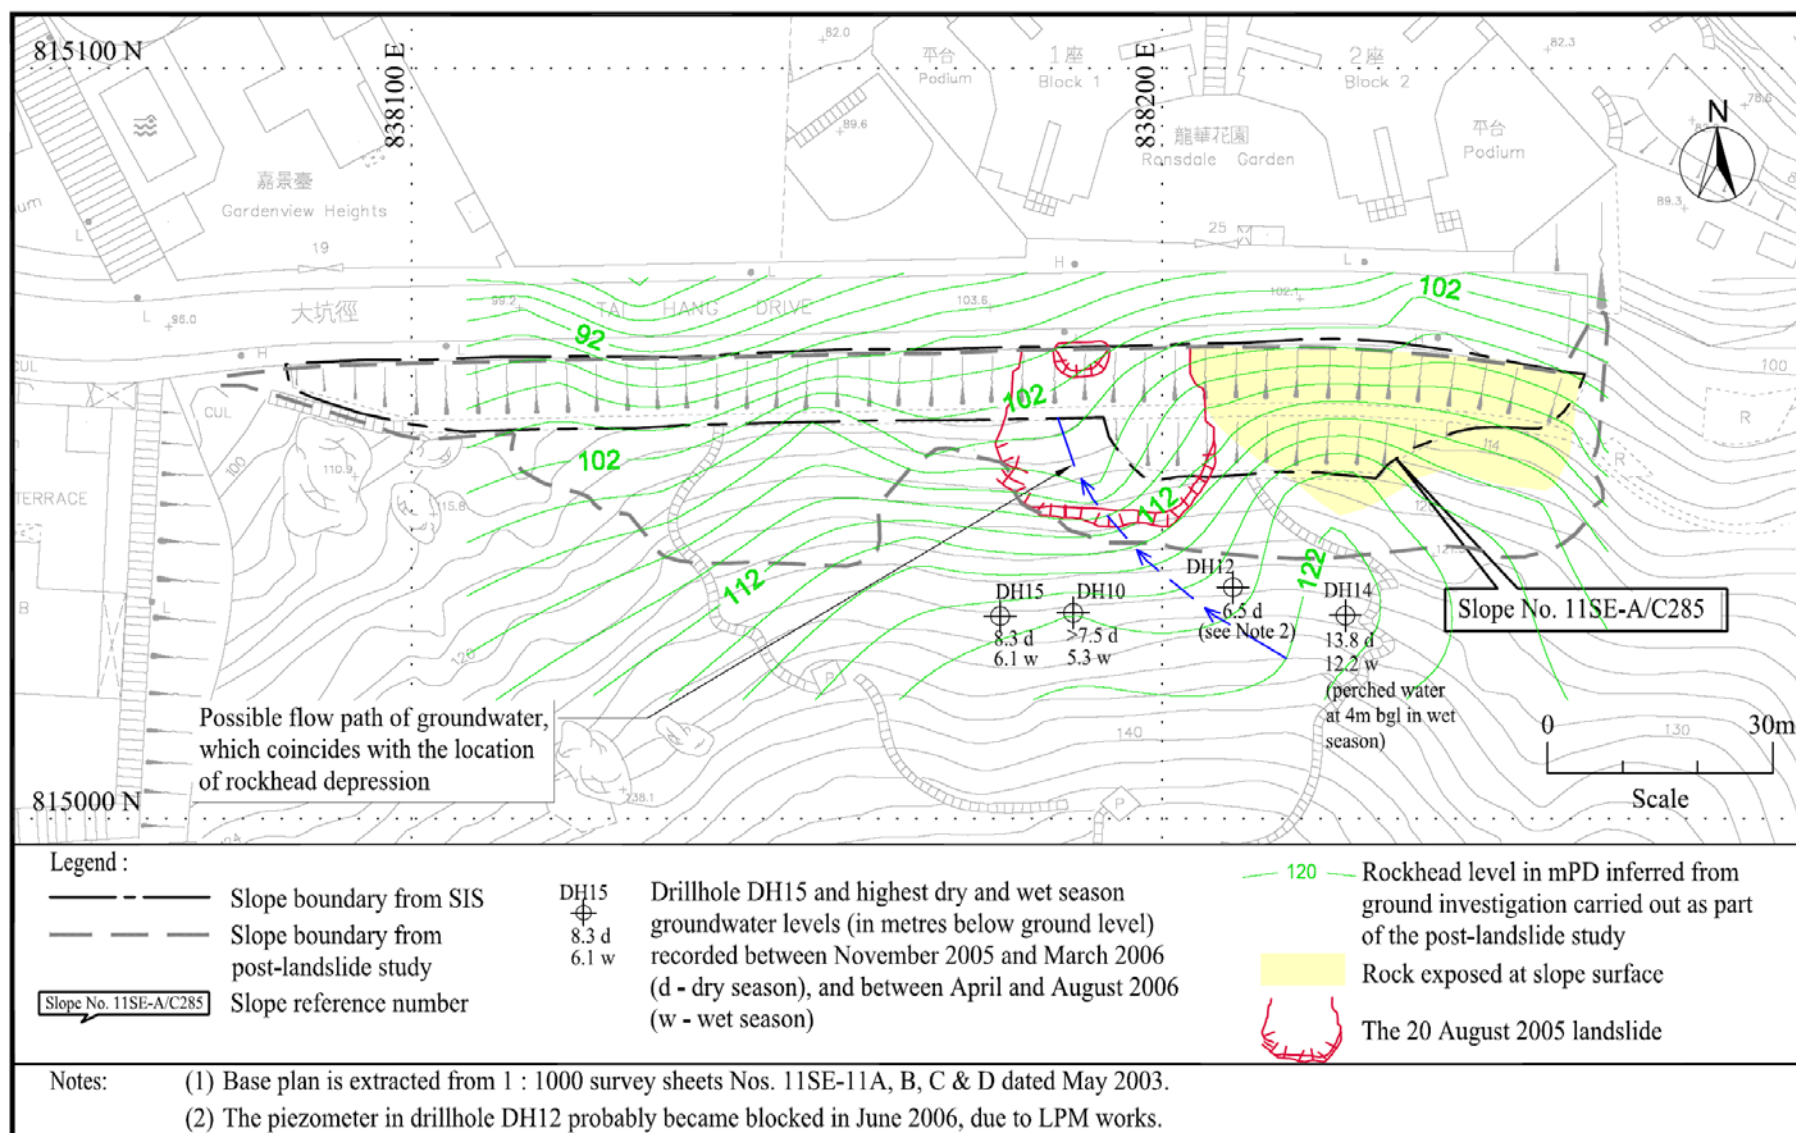 815100 N
838100 E
838200 E
82.0
平台
Podium
1座
Block 1
2座
Block 2
82.3
78.6
89.6
龍華花園
Ronsdale Garden
平台
Podium
N
嘉景臺
Gardenview Heights
89.3
L
19
25
H
L
L
大坑徑
TAI HANG DRIVE
99.2
103.6
102.1
102
L
96.0
92
H
L
100
CUL
CUL
102
R
100
110.9
102
114
R
TERRACE
115.8
112
112
122
DH12
6.5 d
(see Note 2)
DH15
8.3 d
6.1 w
DH10
>7.5 d
5.3 w
DH14
13.8 d
12.2 w
(perched water
at 4m bgl in wet
season)
Slope No. 11SE-A/C285
B
L
120
P
Possible flow path of groundwater,
which coincides with the location
of rockhead depression
140
130
0 30m
Scale
138.1
P
815000 N
Legend :
Slope boundary from SIS
Slope boundary from
post-landslide study
Slope No. 11SE-A/C285
Slope reference number
DH15
8.3 d
6.1 w
Drillhole DH15 and highest dry and wet season
groundwater levels (in metres below ground level)
recorded between November 2005 and March 2006
(d - dry season), and between April and August 2006
(w - wet season)
120
Rockhead level in mPD inferred from
ground investigation carried out as part
of the post-landslide study
Rock exposed at slope surface
The 20 August 2005 landslide
Notes:
(1) Base plan is extracted from 1 : 1000 survey sheets Nos. 11SE-11A, B, C & D dated May 2003.
(2) The piezometer in drillhole DH12 probably became blocked in June 2006, due to LPM works.